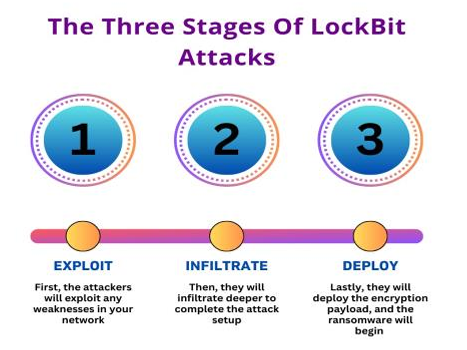 The Three Stages Of LockBit
Attacks
1
2
3
EXPLOIT
First, the attackers
will exploit any
weaknesses in your
network
INFILTRATE
Then, they will
infiltrate deeper to
complete the attack
setup
DEPLOY
Lastly, they will
deploy the encryption
payload, and the
ransomware will
begin